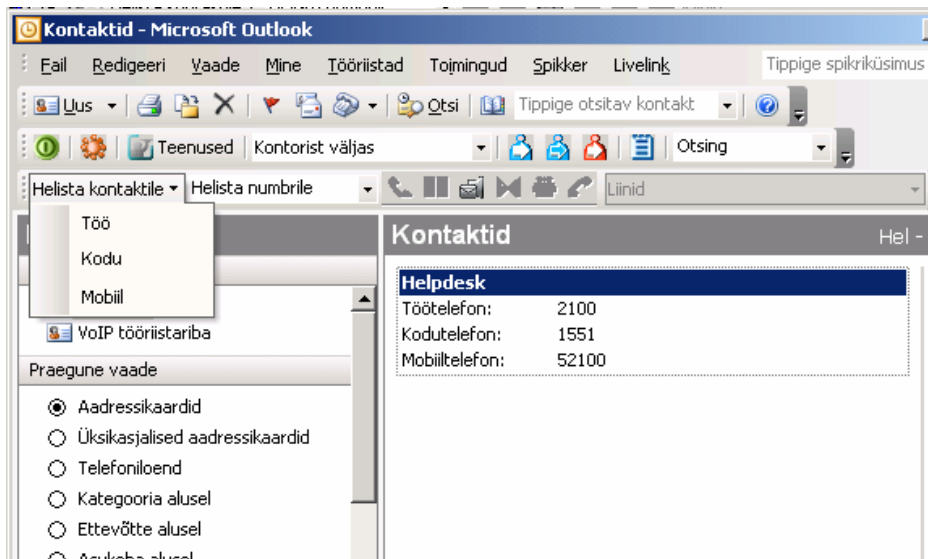 Kontaktid - Microsoft Outlook
Fail Redigeeri Vaade Mine Tööriistad Toimingud Spikker Livelink Tippige spikriküsimus
Uus Otsi Tippige otsitav kontakt
Teenused Kontorist väljas Otsing
Helista kontaktile Helista numbrile Liinid
Töö
Kodu
Mobiil
VoIP tööriistariba
Praegune vaade
Aadressikaardid
Üksikasjalised aadressikaardid
Telefoniloend
Kategooria alusel
Ettevõtte alusel
Asukoha alusel
Kontaktid Hel -
Helpdesk
Töötelefon: 2100
Kodutelefon: 1551
Mobiiltelefon: 52100